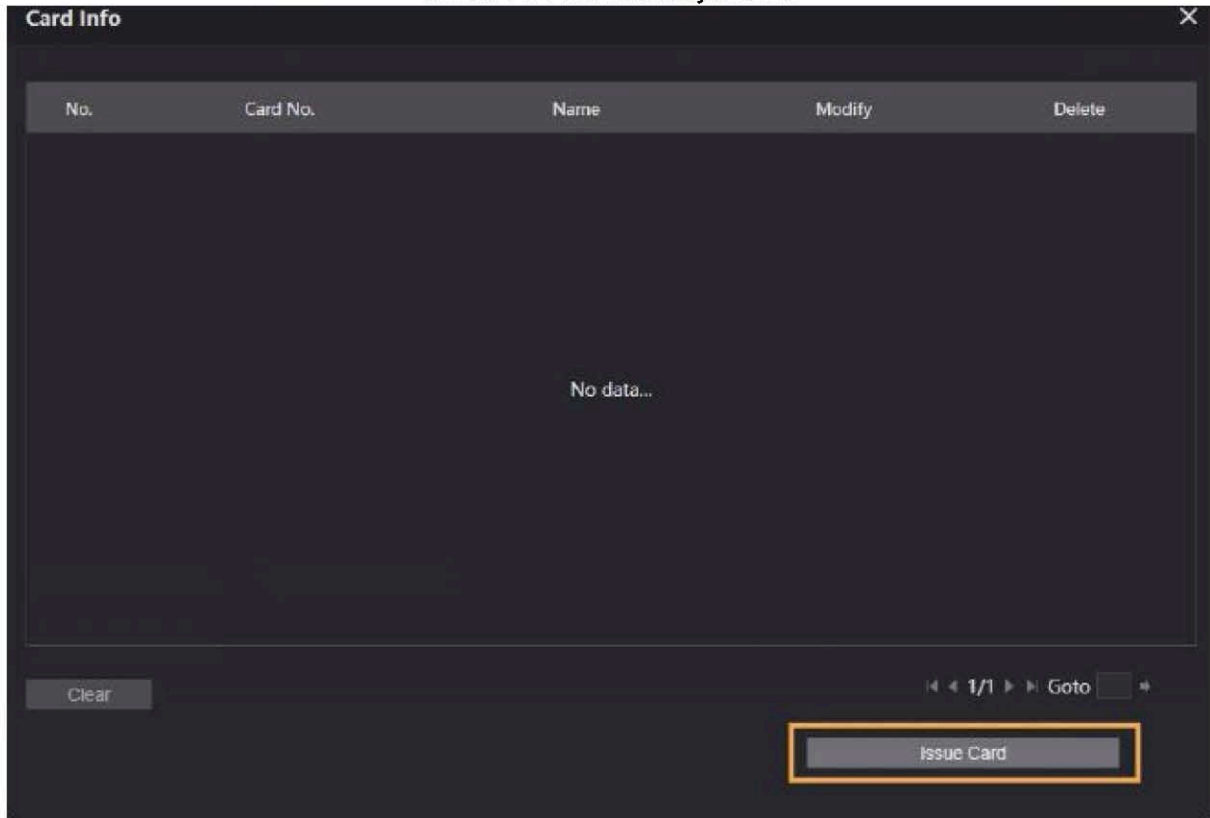 Card Info
No. Card No. Name Modify Delete
No data...
Clear
1/1 Goto
Issue Card